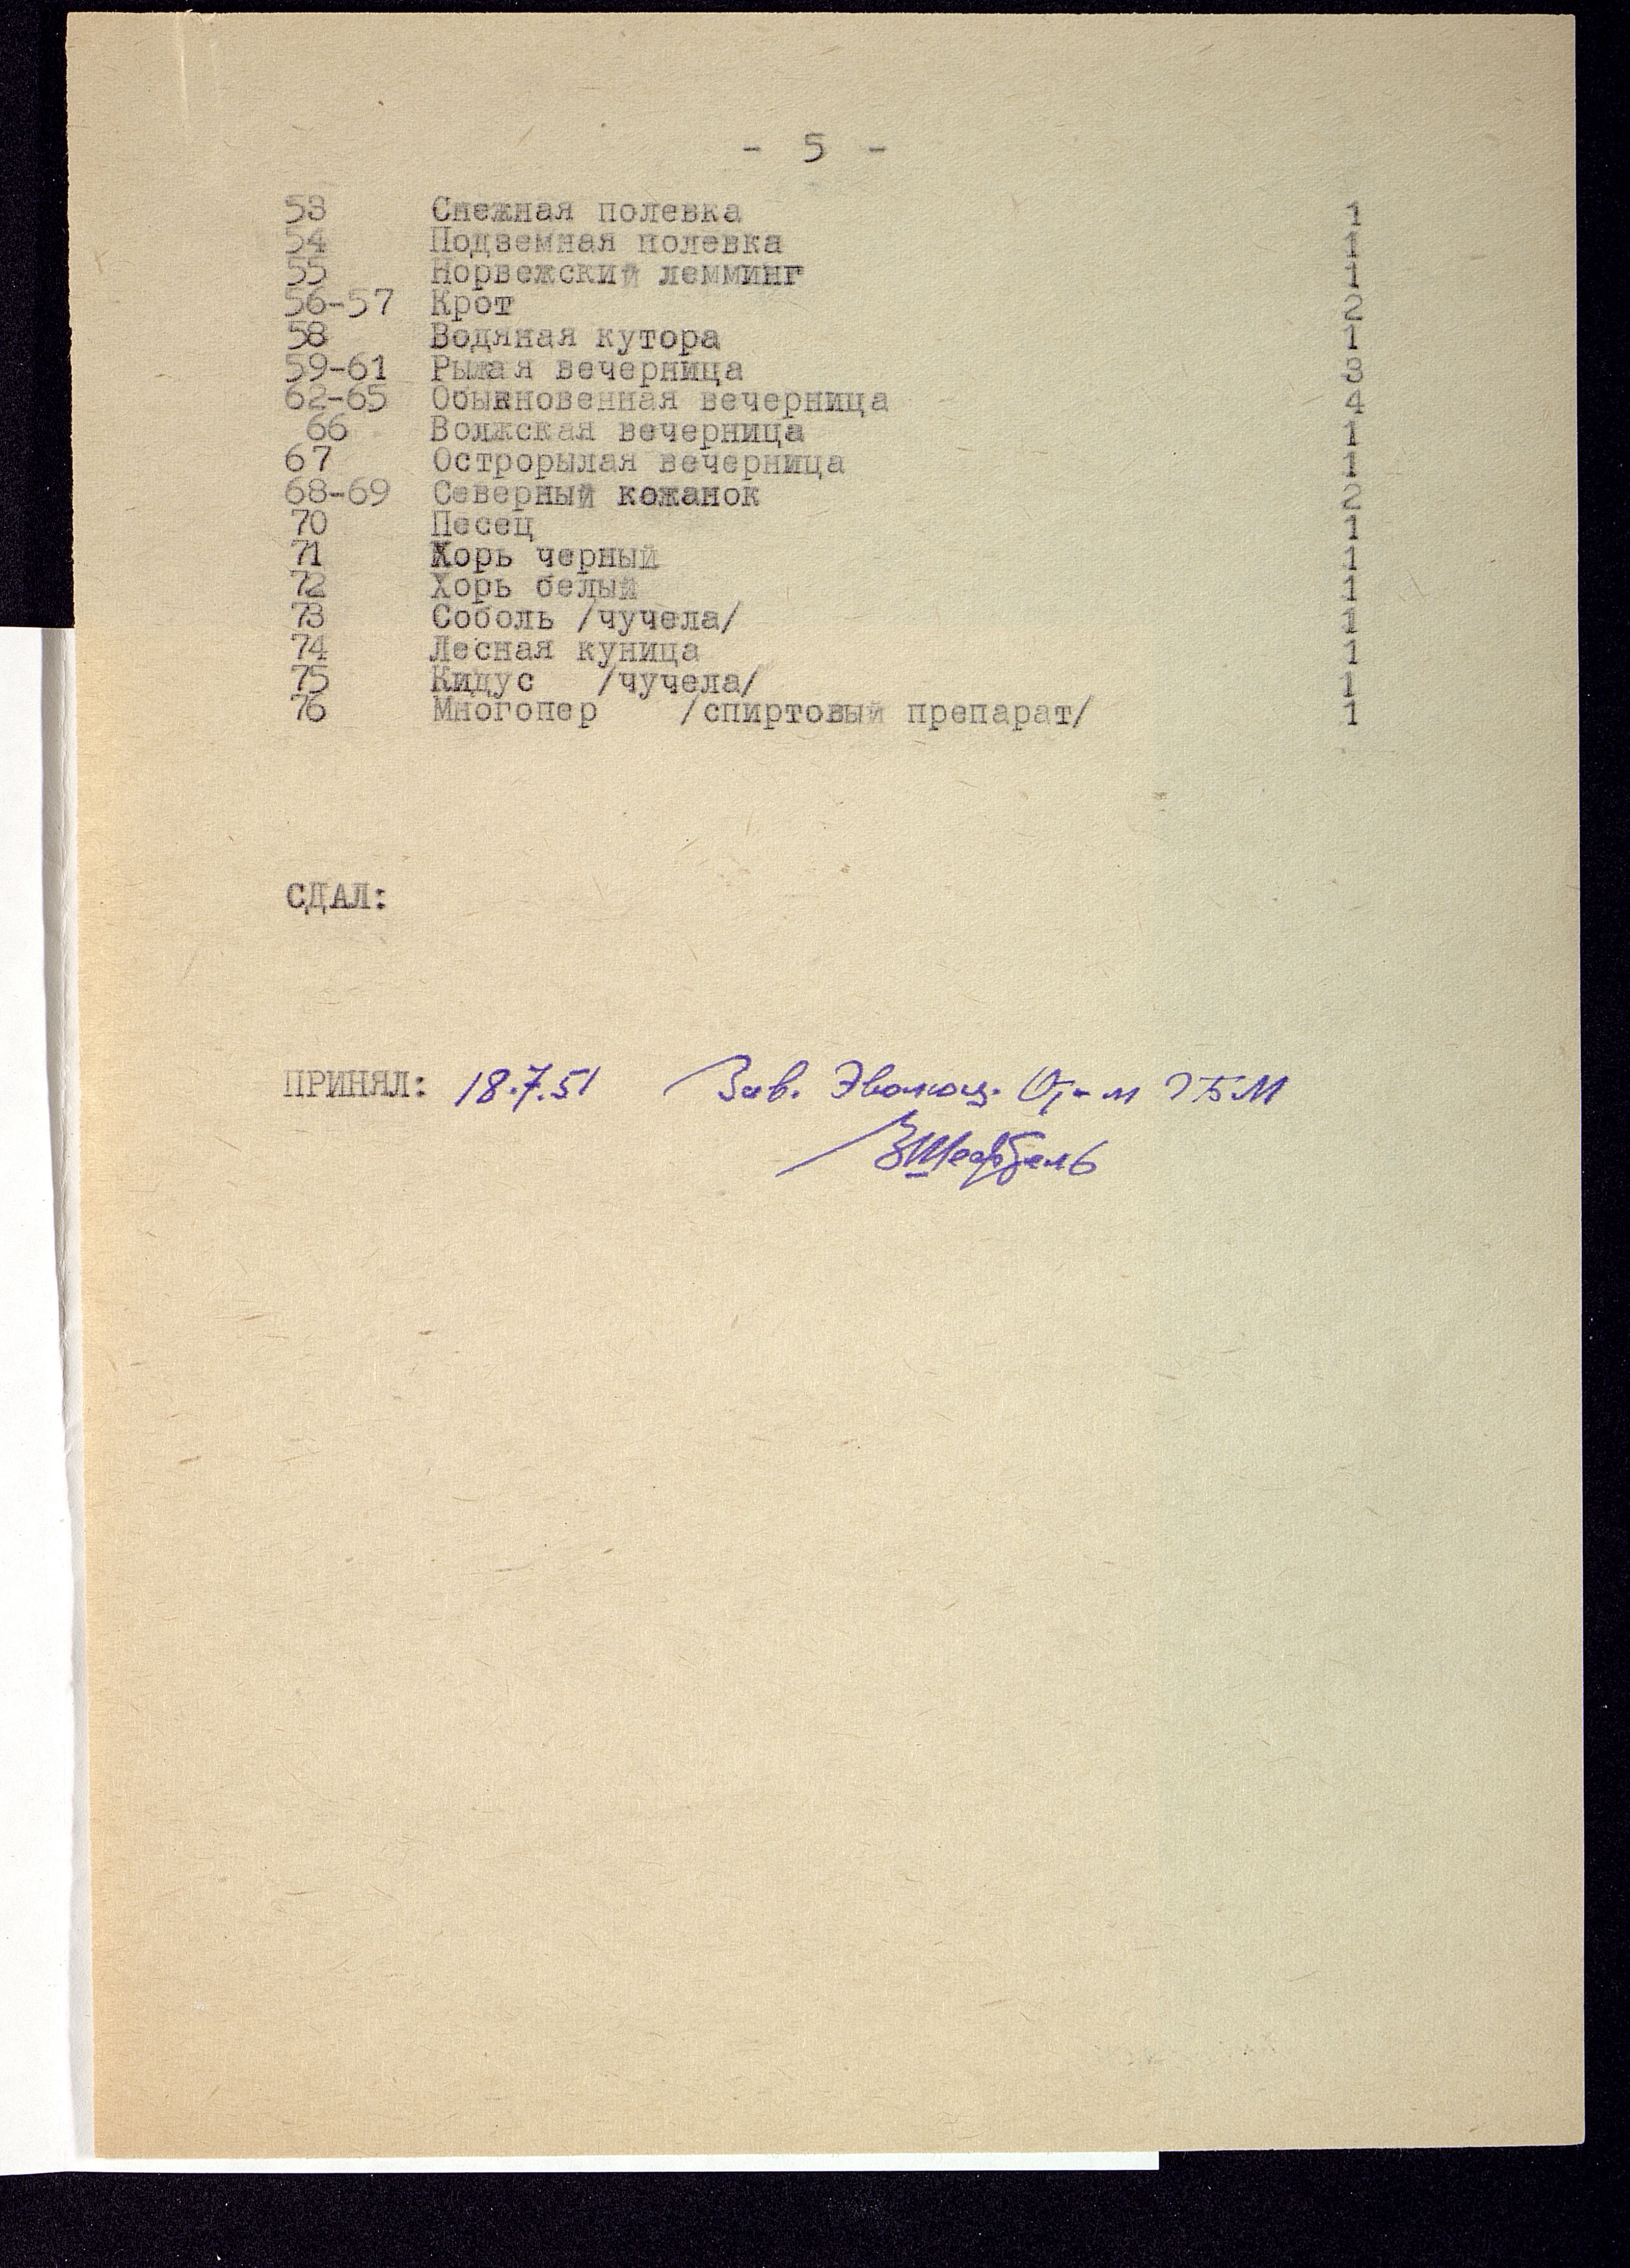 - 5 -
53 Снежная полевка 1
54 Подземная полевка 1
55 Норвежский лемминг 1
56-57 Крот 2
58 Водяная кутора 1
59-61 Рыжая вечерница 3
62-65 Обыкновенная вечерница 4
66 Волжская вечерница 1
67 Острорылая вечерница 1
68-69 Северный кожанок 2
70 Песец 1
71 Хорь черный 1
72 Хорь белый 1
73 Соболь /чучела/ 1
74 Лесная куница 1
75 Кидус /чучела/ 1
76 Многопер /спиртовый препарат/ 1
СДАЛ:
ПРИНЯЛ: 18.7.51 Зав. Эволюц. От-м ГБМ